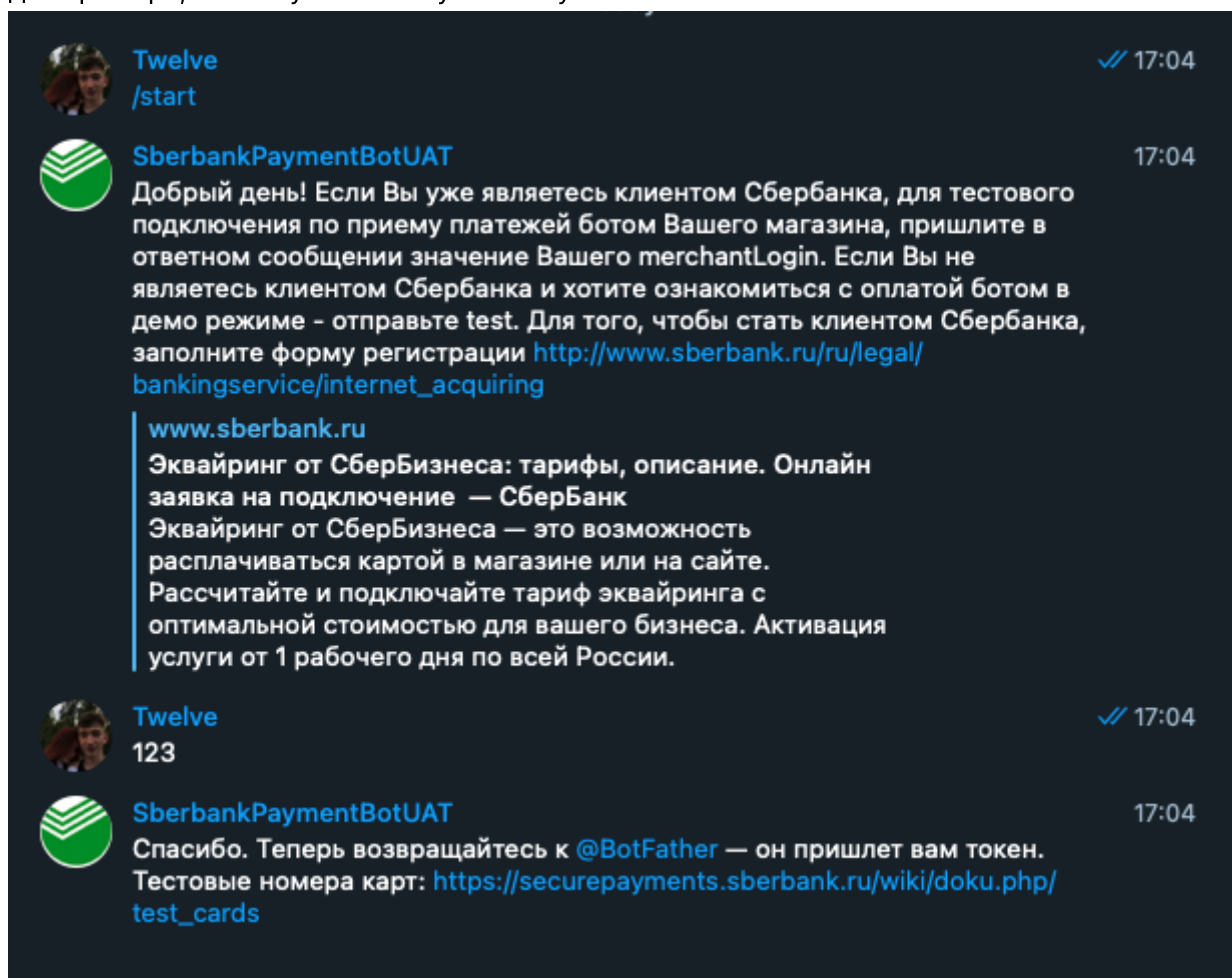 Twelve 17:04
/start
SberbankPaymentBotUAT 17:04
Добрый день! Если Вы уже являетесь клиентом Сбербанка, для тестового
подключения по приему платежей ботом Вашего магазина, пришлите в
ответном сообщении значение Вашего merchantLogin. Если Вы не
являетесь клиентом Сбербанка и хотите ознакомиться с оплатой ботом в
демо режиме - отправьте test. Для того, чтобы стать клиентом Сбербанка,
заполните форму регистрации http://www.sberbank.ru/ru/legal/
bankingservice/internet_acquiring
www.sberbank.ru
Эквайринг от СберБизнеса: тарифы, описание. Онлайн
заявка на подключение — СберБанк
Эквайринг от СберБизнеса — это возможность
расплачиваться картой в магазине или на сайте.
Рассчитайте и подключайте тариф эквайринга с
оптимальной стоимостью для вашего бизнеса. Активация
услуги от 1 рабочего дня по всей России.
Twelve 17:04
123
SberbankPaymentBotUAT 17:04
Спасибо. Теперь возвращайтесь к @BotFather — он пришлет вам токен.
Тестовые номера карт: https://securepayments.sberbank.ru/wiki/doku.php/
test_cards